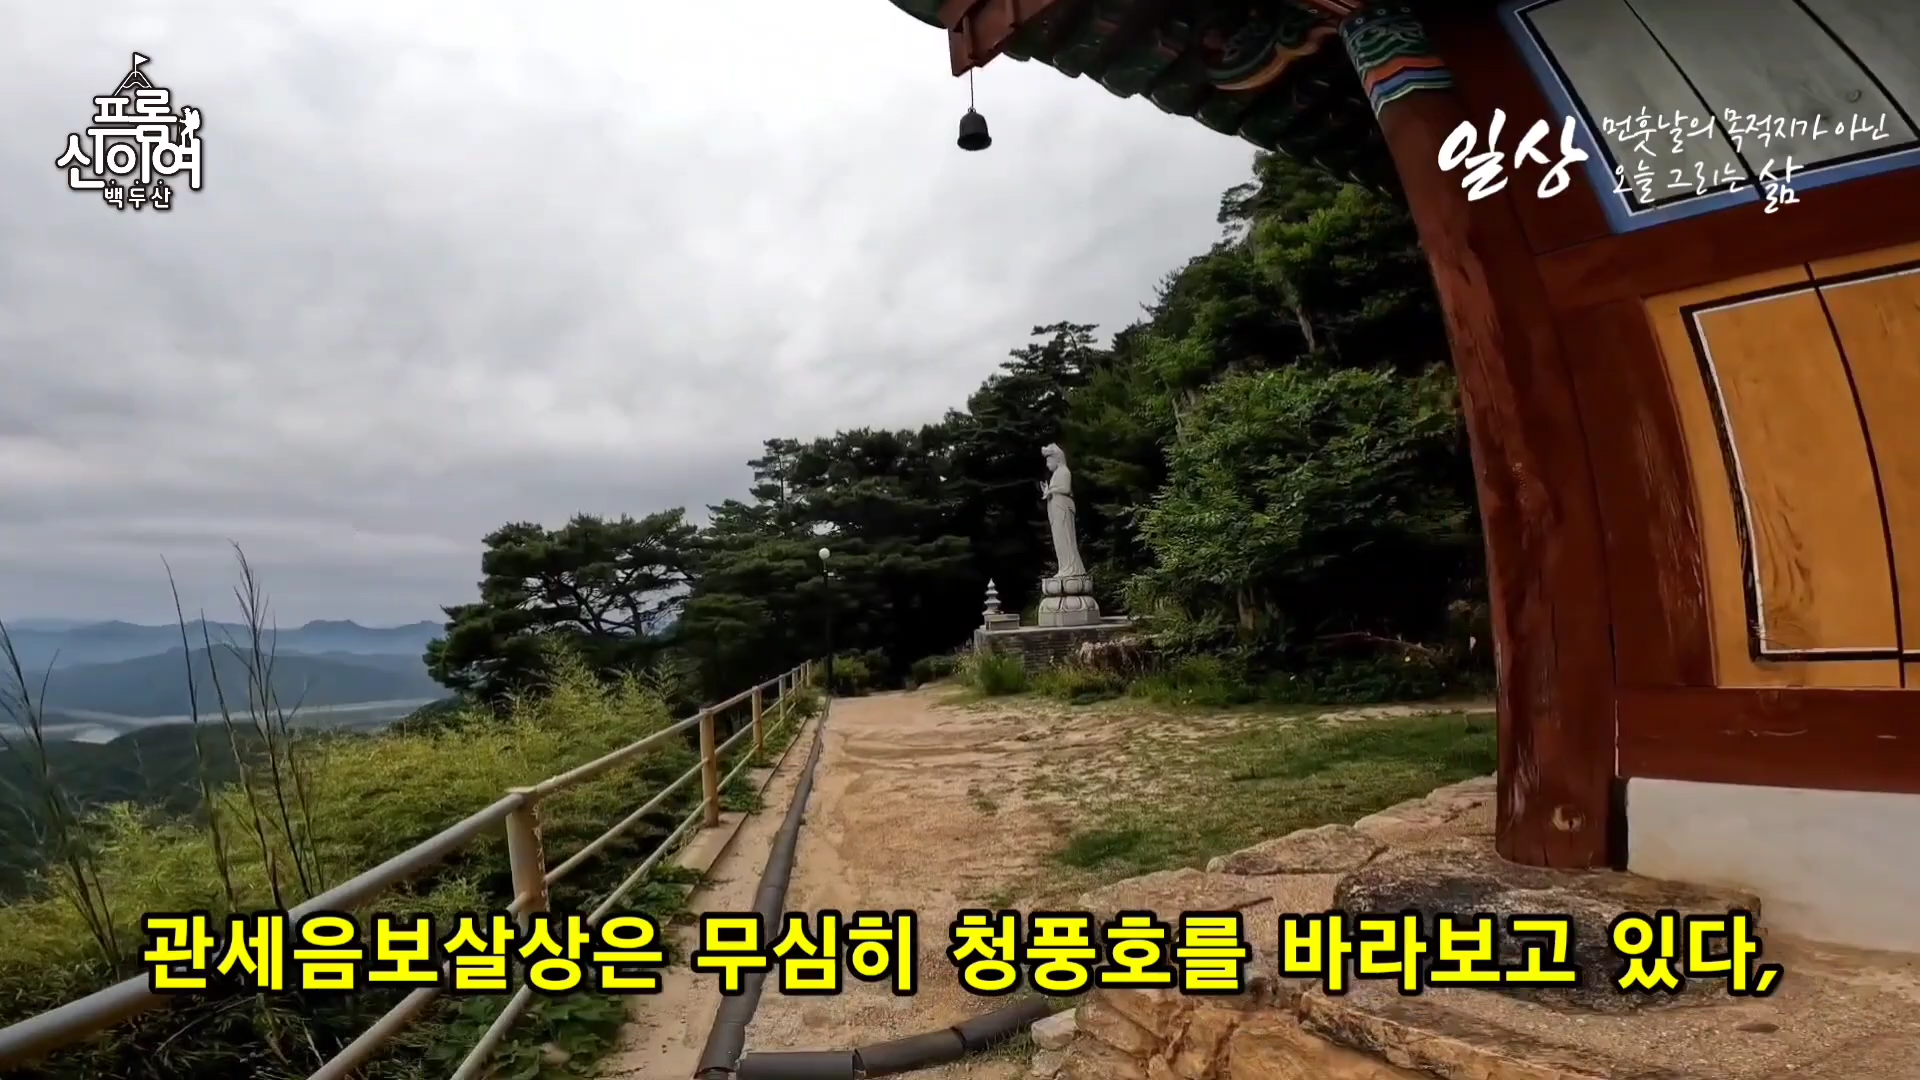 프롬
신이여
백두산
일상
먼훗날의 목적지가 아닌
오늘 그리는 삶
관세음보살상은 무심히 청풍호를 바라보고 있다,